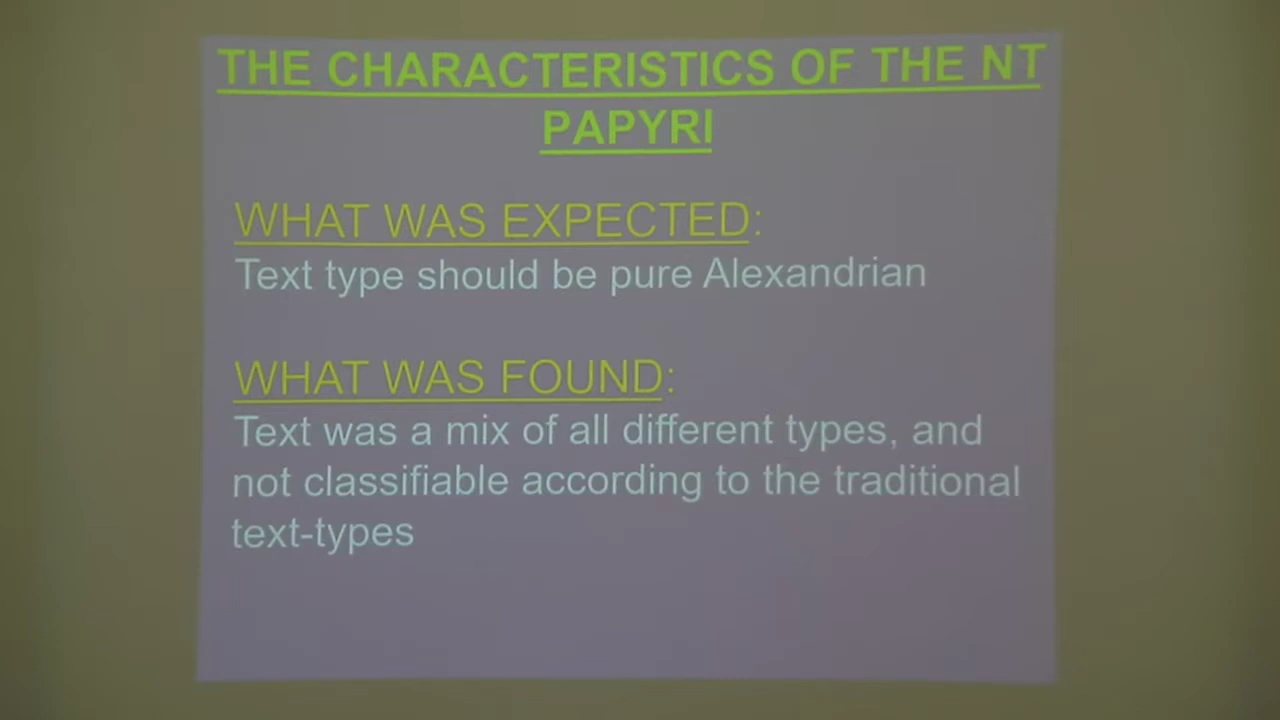 THE CHARACTERISTICS OF THE NT
PAPYRI
WHAT WAS EXPECTED:
Text type should be pure Alexandrian
WHAT WAS FOUND:
Text was a mix of all different types, and
not classifiable according to the traditional
text-types